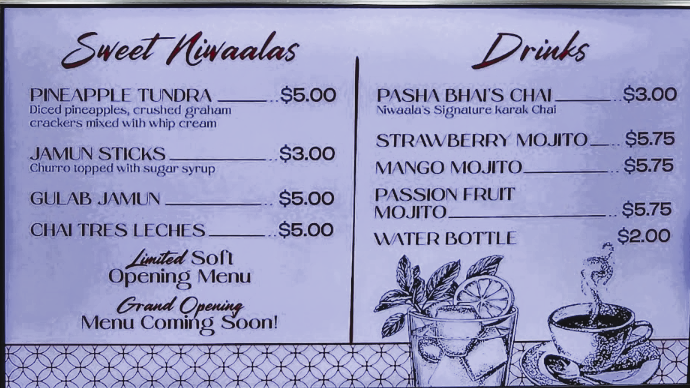 Sweet Niwaalas
PINEAPPLE TUNDRA $5.00
Diced pineapples, crushed graham
crackers mixed with whip cream
JAMUN STICKS $3.00
Churro topped with sugar syrup
GULAB JAMUN $5.00
CHAI TRES LECHES $5.00
Limited Soft
Opening Menu
Grand Opening
Menu Coming Soon!
Drinks
PASHA BHAI'S CHAI $3.00
Niwaala's Signature Karak Chai
STRAWBERRY MOJITO $5.75
MANGO MOJITO $5.75
PASSION FRUIT
MOJITO $5.75
WATER BOTTLE $2.00